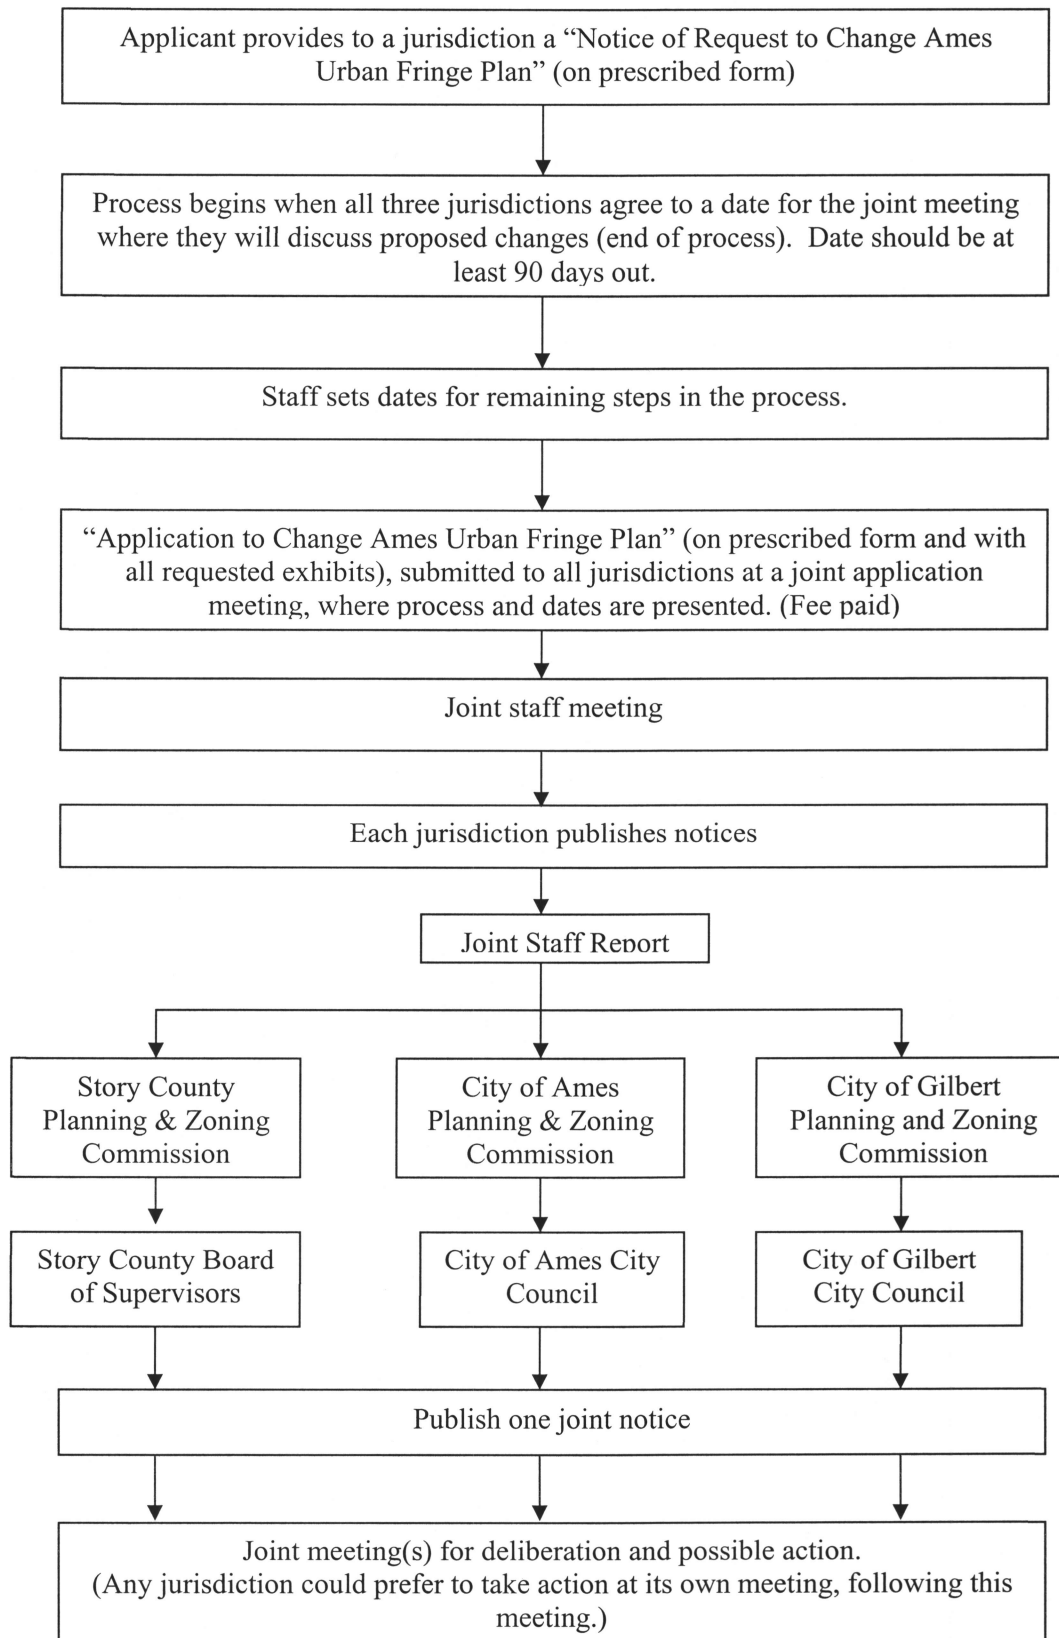 Applicant provides to a jurisdiction a “Notice of Request to Change Ames
Urban Fringe Plan” (on prescribed form)
Process begins when all three jurisdictions agree to a date for the joint meeting
where they will discuss proposed changes (end of process). Date should be at
least 90 days out.
Staff sets dates for remaining steps in the process.
“Application to Change Ames Urban Fringe Plan” (on prescribed form and with
all requested exhibits), submitted to all jurisdictions at a joint application
meeting, where process and dates are presented. (Fee paid)
Joint staff meeting
Each jurisdiction publishes notices
Joint Staff Report
Story County
Planning & Zoning
Commission
City of Ames
Planning & Zoning
Commission
City of Gilbert
Planning and Zoning
Commission
Story County Board
of Supervisors
City of Ames City
Council
City of Gilbert
City Council
Publish one joint notice
Joint meeting(s) for deliberation and possible action.
(Any jurisdiction could prefer to take action at its own meeting, following this
meeting.)